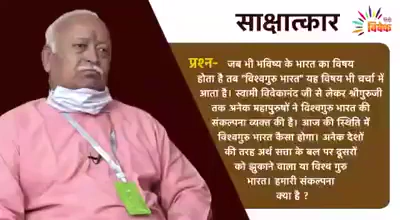 साक्षात्कार
हिंदी
विवेक
प्रश्न- जब भी भविष्य के भारत का विषय
होता है तब "विश्वगुरु भारत" यह विषय भी चर्चा में
आता है। स्वामी विवेकानंद जी से लेकर श्रीगुरुजी
तक अनेक महापुरुषों ने विश्वगुरु भारत की
संकल्पना व्यक्त की है। आज की स्थिति में
विश्वगुरु भारत कैसा होगा। अनेक देशों
की तरह अर्थ सत्ता के बल पर दूसरों
को झुकाने वाला या विश्व गुरु
भारत। हमारी संकल्पना
क्या है ?